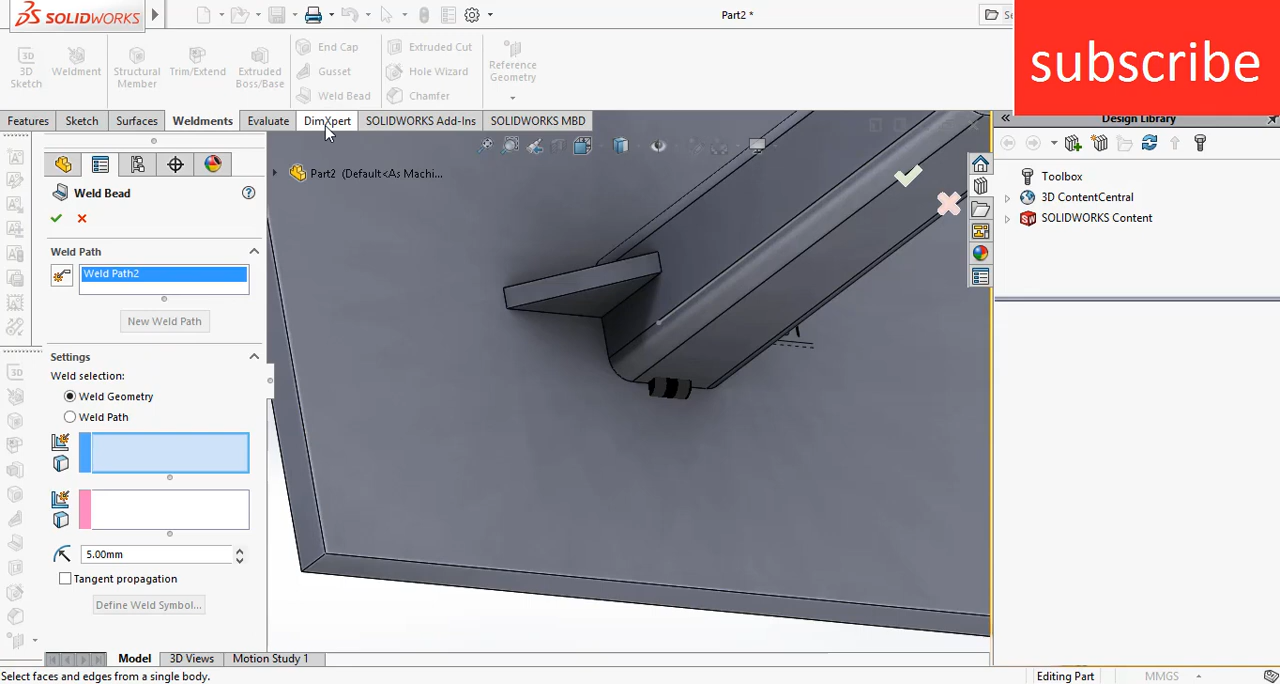 SOLIDWORKS
Part2 *
subscribe
3D
Sketch
Weldment
Structural
Member
Trim/Extend
Extruded
Boss/Base
End Cap
Gusset
Weld Bead
Extruded Cut
Hole Wizard
Chamfer
Reference
Geometry
Features
Sketch
Surfaces
Weldments
Evaluate
DimXpert
SOLIDWORKS Add-Ins
SOLIDWORKS MBD
Design Library
Part2 (Default<As Machi...
Toolbox
3D ContentCentral
SOLIDWORKS Content
Weld Bead
Weld Path
Weld Path2
New Weld Path
Settings
Weld selection:
Weld Geometry
Weld Path
5.00mm
Tangent propagation
Define Weld Symbol...
Model
3D Views
Motion Study 1
Select faces and edges from a single body.
Editing Part
MMGS